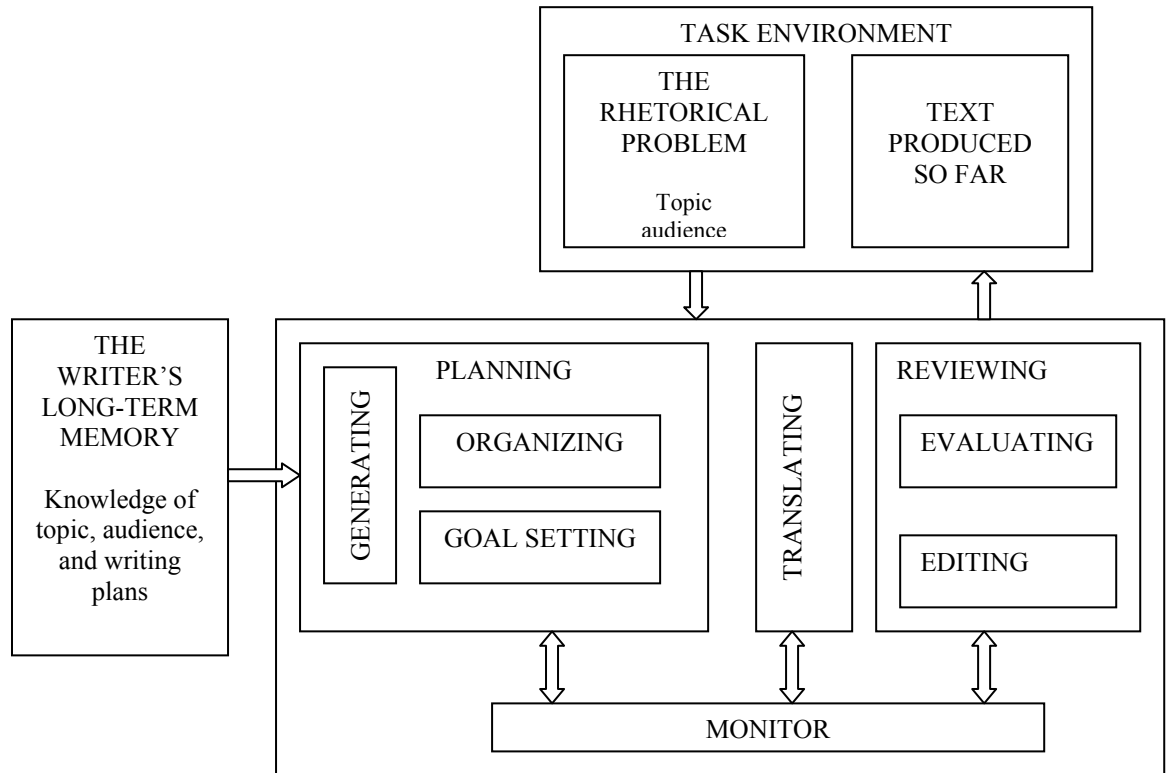 TASK ENVIRONMENT
THE
RHETORICAL
PROBLEM
Topic
audience
TEXT
PRODUCED
SO FAR
THE
WRITER’S
LONG-TERM
MEMORY
Knowledge of
topic, audience,
and writing
plans
PLANNING
GENERATING
ORGANIZING
GOAL SETTING
TRANSLATING
REVIEWING
EVALUATING
EDITING
MONITOR